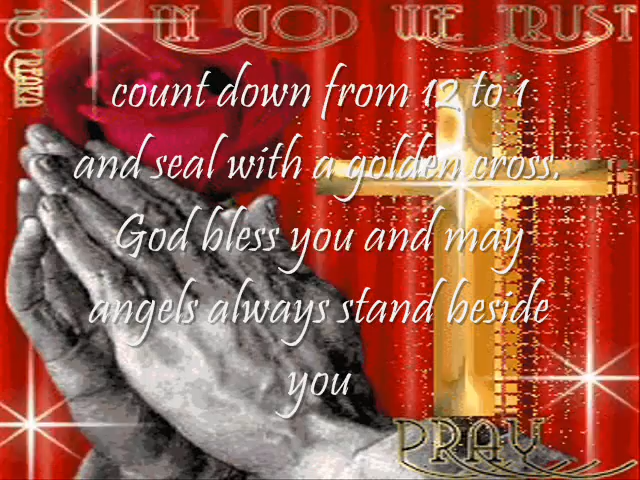 IN GOD WE TRUST
count down from 12 to 1
and seal with a golden cross.
God bless you and may
angels always stand beside
you
PRAY